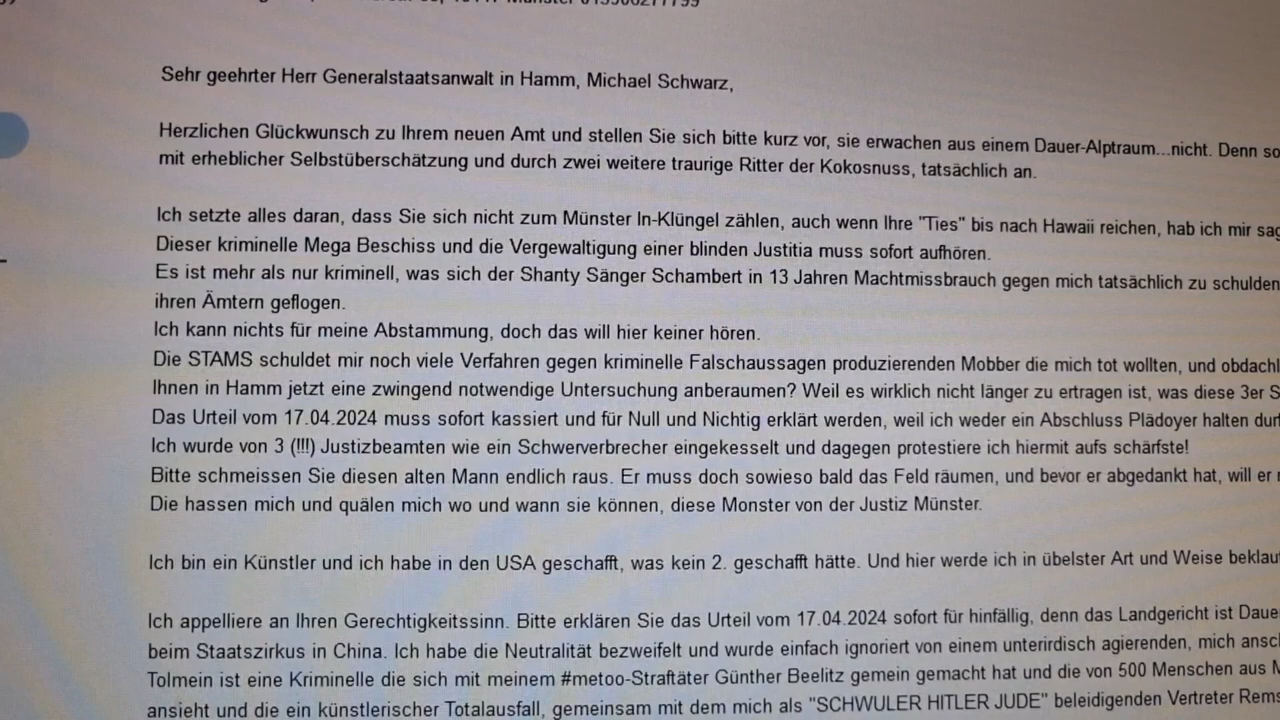 Sehr geehrter Herr Generalstaatsanwalt in Hamm, Michael Schwarz,
Herzlichen Glückwunsch zu Ihrem neuen Amt und stellen Sie sich bitte kurz vor, sie erwachen aus einem Dauer-Alptraum...nicht. Denn so
mit erheblicher Selbstüberschätzung und durch zwei weitere traurige Ritter der Kokosnuss, tatsächlich an.
Ich setzte alles daran, dass Sie sich nicht zum Münster In-Klüngel zählen, auch wenn Ihre "Ties" bis nach Hawaii reichen, hab ich mir sag
Dieser kriminelle Mega Beschiss und die Vergewaltigung einer blinden Justitia muss sofort aufhören.
Es ist mehr als nur kriminell, was sich der Shanty Sänger Schambert in 13 Jahren Machtmissbrauch gegen mich tatsächlich zu schulden
ihren Ämtern geflogen.
Ich kann nichts für meine Abstammung, doch das will hier keiner hören.
Die STAMS schuldet mir noch viele Verfahren gegen kriminelle Falschaussagen produzierenden Mobber die mich tot wollten, und obdachl
Ihnen in Hamm jetzt eine zwingend notwendige Untersuchung anberaumen? Weil es wirklich nicht länger zu ertragen ist, was diese 3er S
Das Urteil vom 17.04.2024 muss sofort kassiert und für Null und Nichtig erklärt werden, weil ich weder ein Abschluss Plädoyer halten durf
Ich wurde von 3 (!!!) Justizbeamten wie ein Schwerverbrecher eingekesselt und dagegen protestiere ich hiermit aufs schärfste!
Bitte schmeissen Sie diesen alten Mann endlich raus. Er muss doch sowieso bald das Feld räumen, und bevor er abgedankt hat, will er
Die hassen mich und quälen mich wo und wann sie können, diese Monster von der Justiz Münster.
Ich bin ein Künstler und ich habe in den USA geschafft, was kein 2. geschafft hätte. Und hier werde ich in übelster Art und Weise beklau
Ich appelliere an Ihren Gerechtigkeitssinn. Bitte erklären Sie das Urteil vom 17.04.2024 sofort für hinfällig, denn das Landgericht ist Daue
beim Staatszirkus in China. Ich habe die Neutralität bezweifelt und wurde einfach ignoriert von einem unterirdisch agierenden, mich ansc
Tolmein ist eine Kriminelle die sich mit meinem #metoo-Straftäter Günther Beelitz gemein gemacht hat und die von 500 Menschen aus
ansieht und die ein künstlerischer Totalausfall, gemeinsam mit dem mich als "SCHWULER HITLER JUDE" beleidigenden Vertreter Rems